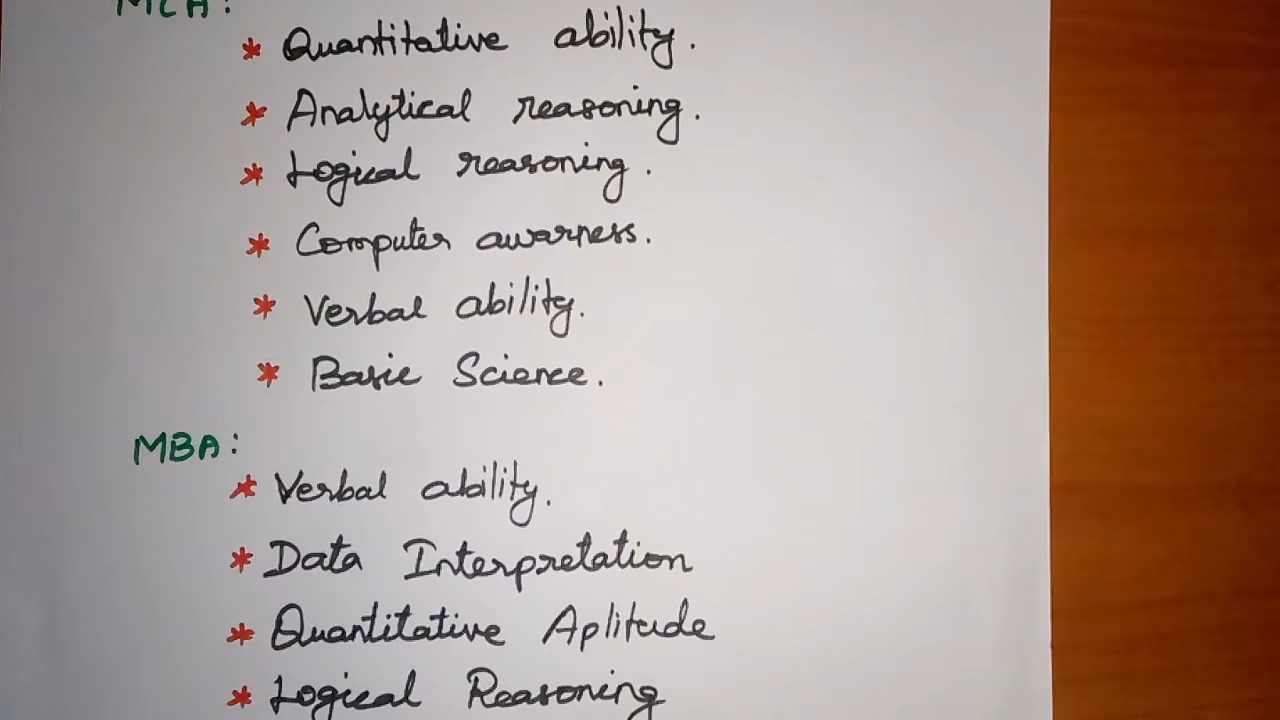 MCA:
* Quantitative ability.
* Analytical reasoning.
* Logical reasoning.
* Computer awarness.
* Verbal ability.
* Basic Science.
MBA:
* Verbal ability.
* Data Interpretation
* Quantitative Aplitude
* Logical Reasoning